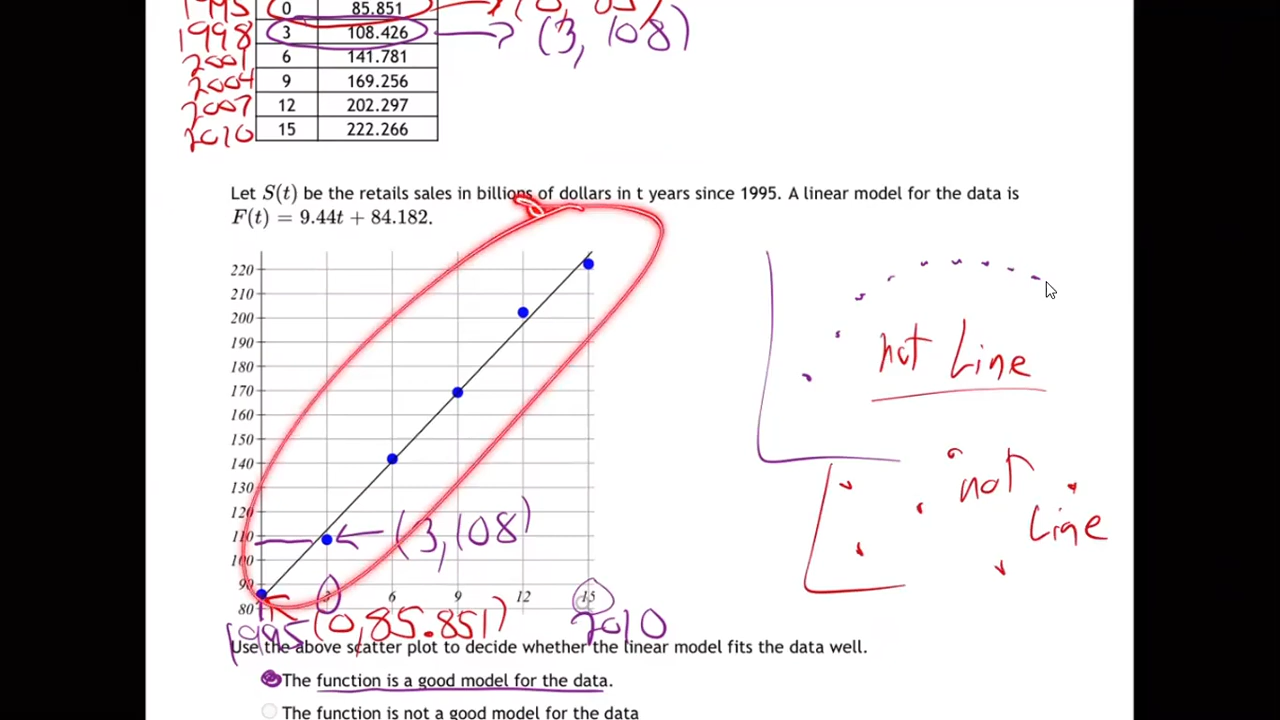 1995 0 85.851
1998 3 108.426 (3, 108)
2001 6 141.781
2004 9 169.256
2007 12 202.297
2010 15 222.266
Let S(t) be the retails sales in billions of dollars in t years since 1995. A linear model for the data is
F(t) = 9.44t + 84.182.
220
210
200
190
180
170
160
150
140
130
120
110
100
90
80
3 6 9 12 15
(3, 108)
1995 (0, 85.851) 2010
not Line
not
Line
Use the above scatter plot to decide whether the linear model fits the data well.
The function is a good model for the data.
The function is not a good model for the data